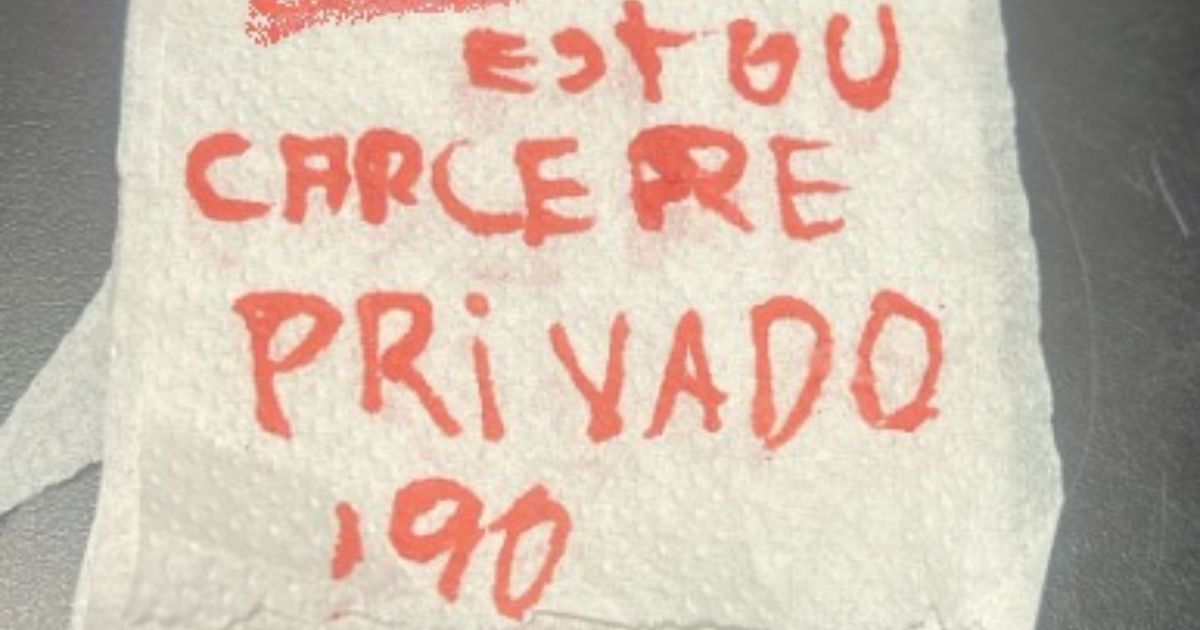 ESTOU
CARCERE
PRiVADO
190